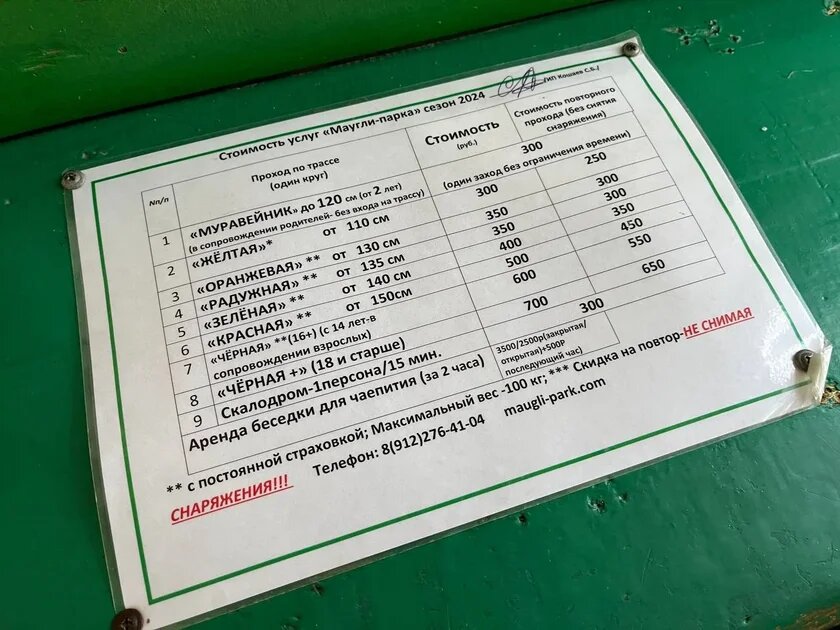 Стоимость услуг «Маугли-парка» сезон 2024 /ИП Кошаев С.Б./
№п/п Проход по трассе (один круг) Стоимость (руб.) Стоимость повторного прохода (без снятия снаряжения)
1 «МУРАВЕЙНИК» до 120 см (от 2 лет) (в сопровождении родителей- без входа на трассу) 300 (один заход без ограничения времени)
2 «ЖЁЛТАЯ»* от 110 см 300 250
3 «ОРАНЖЕВАЯ» ** от 130 см 350 300
4 «РАДУЖНАЯ» ** от 135 см 350 300
5 «ЗЕЛЁНАЯ» ** от 140 см 400 350
6 «КРАСНАЯ» ** от 150см 500 450
7 «ЧЁРНАЯ» **(16+) (с 14 лет-в сопровождении взрослых) 600 550
8 «ЧЁРНАЯ +» (18 и старше) 700 650
9 Скалодром-1персона/15 мин. 300
Аренда беседки для чаепития (за 2 часа) 3500/2500р(закрытая/открытая)+500Р последующий час)
** с постоянной страховкой; Максимальный вес -100 кг; *** Скидка на повтор-НЕ СНИМАЯ
СНАРЯЖЕНИЯ!!! Телефон: 8(912)276-41-04 maugli-park.com